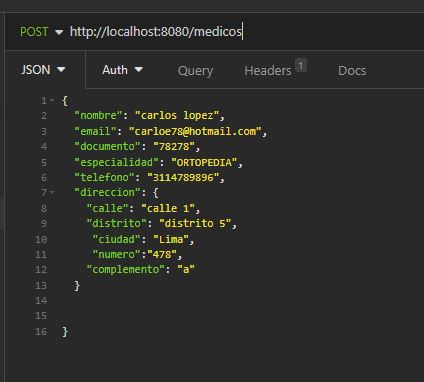 POST http://localhost:8080/medicos
JSON Auth Query Headers 1 Docs
1 {
2 "nombre": "carlos lopez",
3 "email": "carloe78@hotmail.com",
4 "documento": "78278",
5 "especialidad": "ORTOPEDIA",
6 "telefono": "3114789896",
7 "direccion": {
8 "calle": "calle 1",
9 "distrito": "distrito 5",
10 "ciudad": "Lima",
11 "numero":"478",
12 "complemento": "a"
13 }
14
15
16 }